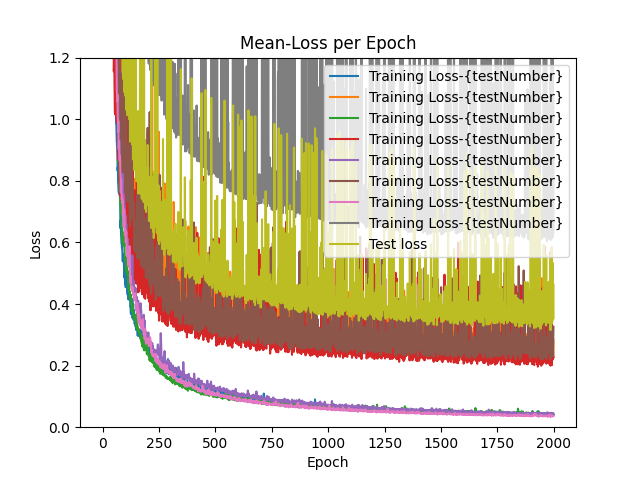 Mean-Loss per Epoch
1.2
1.0
0.8
0.6
0.4
0.2
0.0
Loss
Training Loss-{testNumber}
Training Loss-{testNumber}
Training Loss-{testNumber}
Training Loss-{testNumber}
Training Loss-{testNumber}
Training Loss-{testNumber}
Training Loss-{testNumber}
Training Loss-{testNumber}
Test loss
0 250 500 750 1000 1250 1500 1750 2000
Epoch